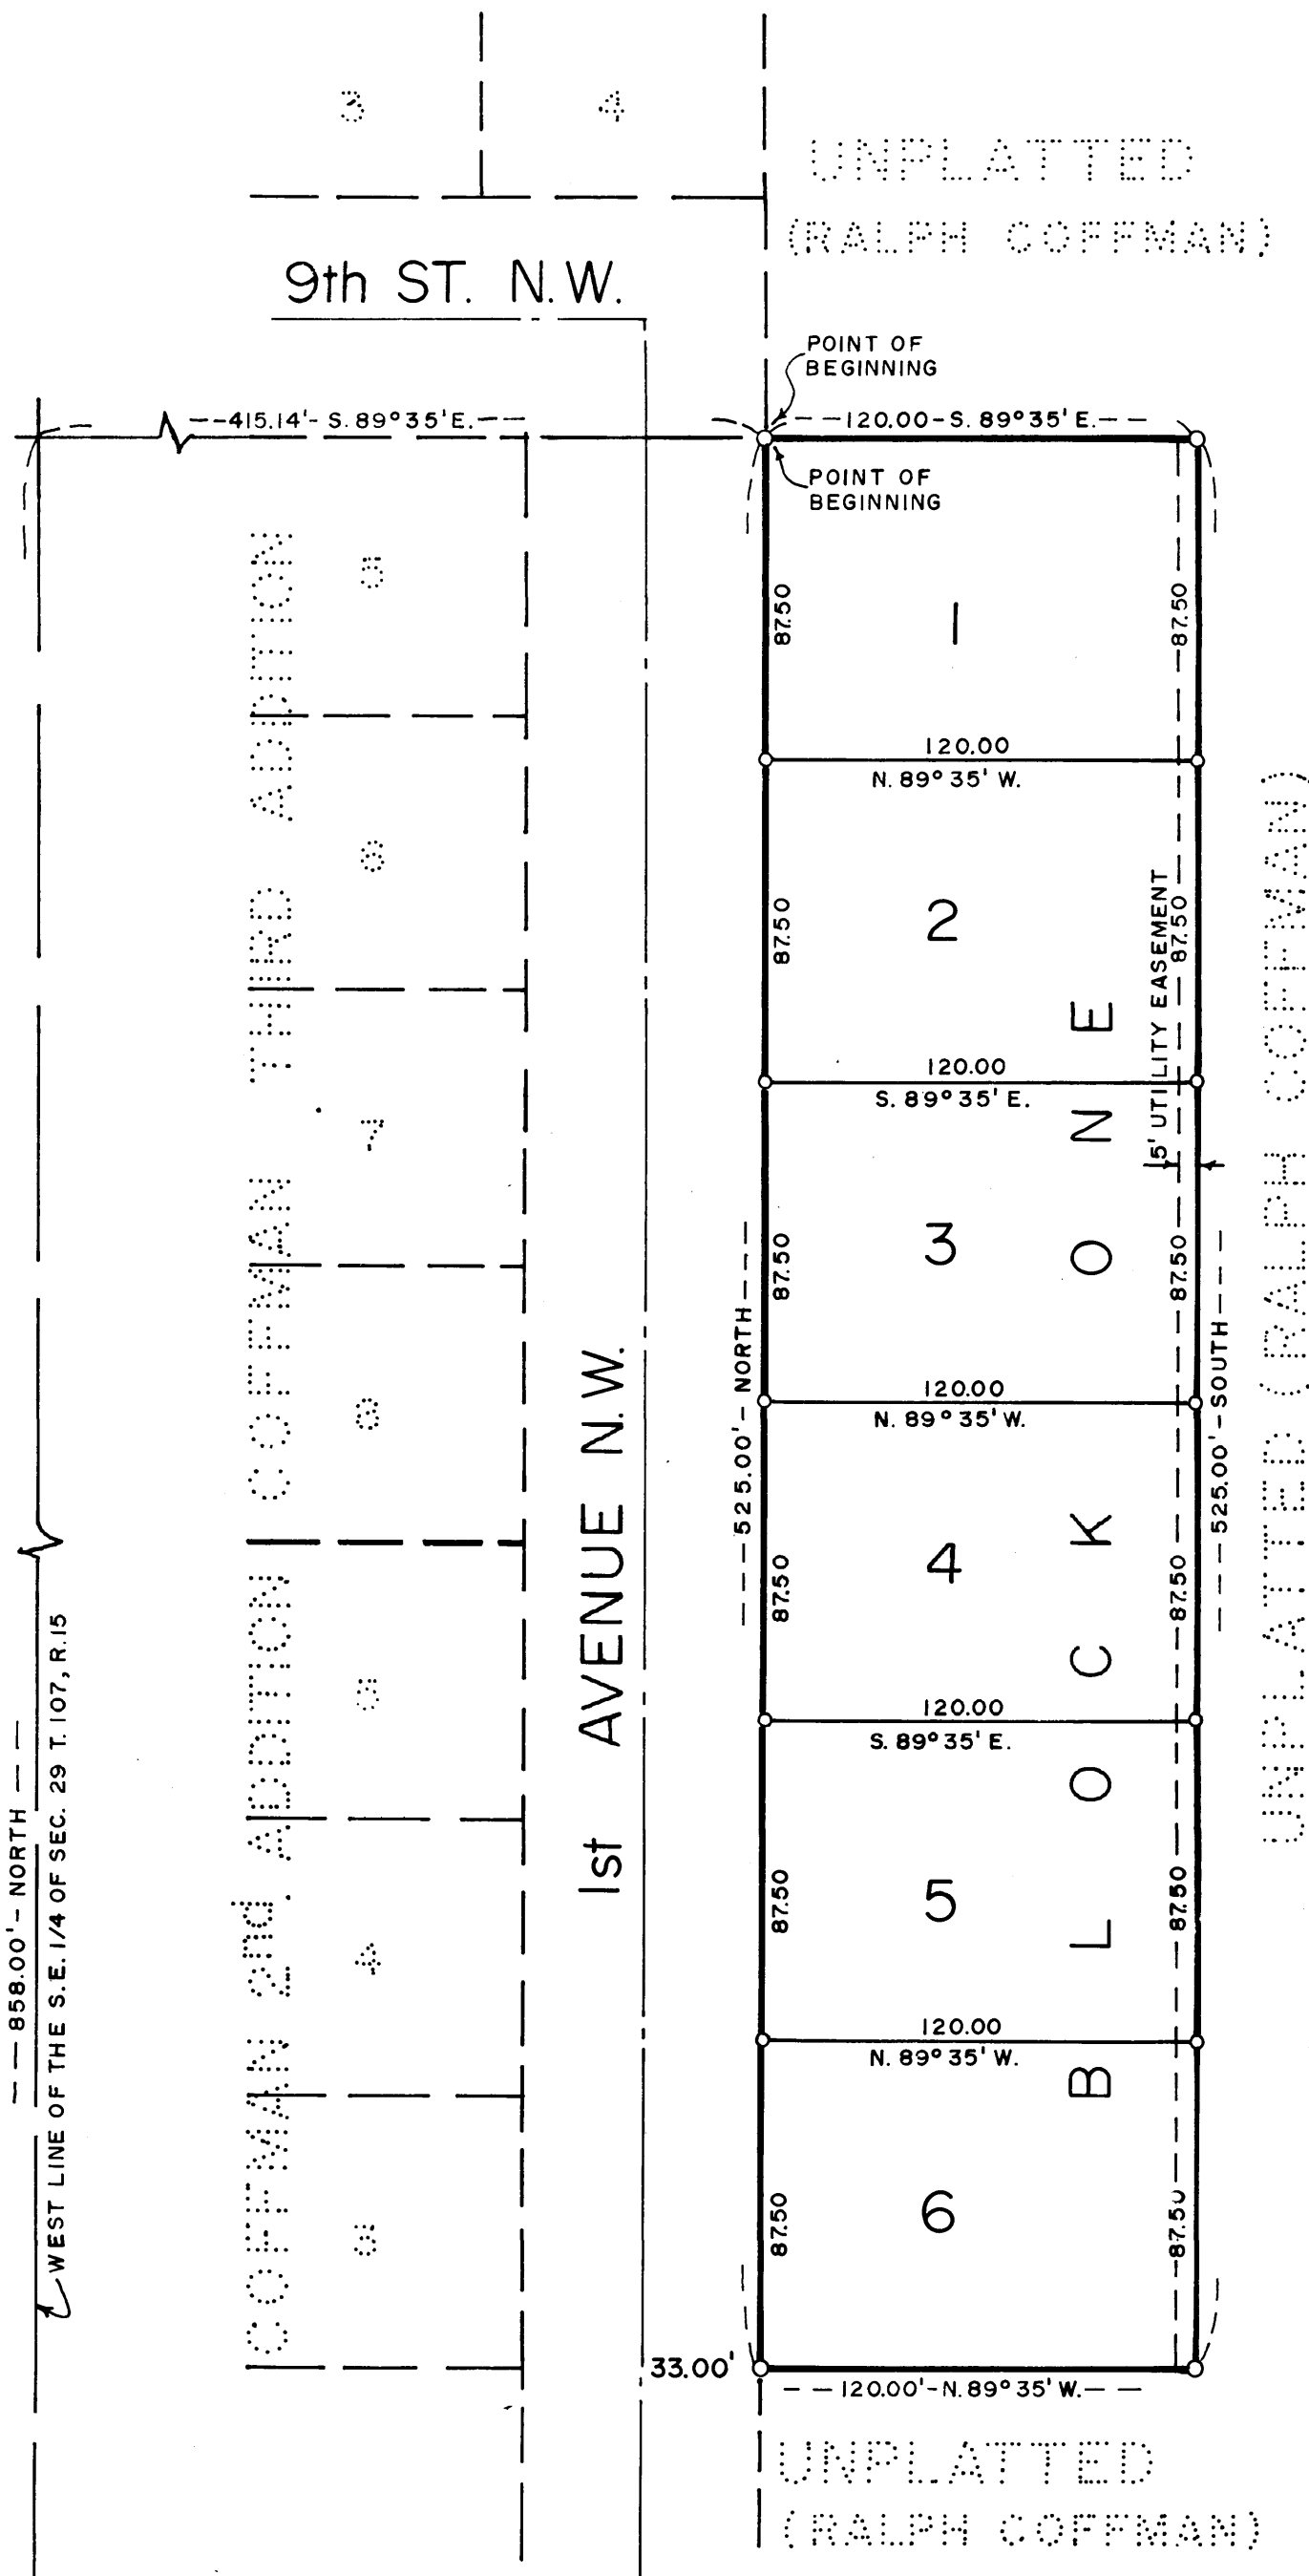 3
4
UNPLATTED
(RALPH COFFMAN)
9th ST. N.W.
POINT OF
BEGINNING
415.14' - S. 89° 35' E.
120.00 - S. 89° 35' E.
POINT OF
BEGINNING
87.50
1
87.50
120.00
N. 89° 35' W.
87.50
2
87.50
120.00
S. 89° 35' E.
87.50
3
87.50
120.00
N. 89° 35' W.
87.50
4
87.50
120.00
S. 89° 35' E.
87.50
5
87.50
120.00
N. 89° 35' W.
87.50
6
87.50
33.00'
120.00' - N. 89° 35' W.
BLOCK ONE
5' UTILITY EASEMENT
525.00' - NORTH
525.00' - SOUTH
UNPLATTED (RALPH COFFMAN)
1st AVENUE N.W.
COFFMAN THIRD ADDITION
5
6
7
8
COFFMAN 2nd. ADDITION
4
858.00' - NORTH
WEST LINE OF THE S.E. 1/4 OF SEC. 29 T. 107, R. 15
UNPLATTED
(RALPH COFFMAN)